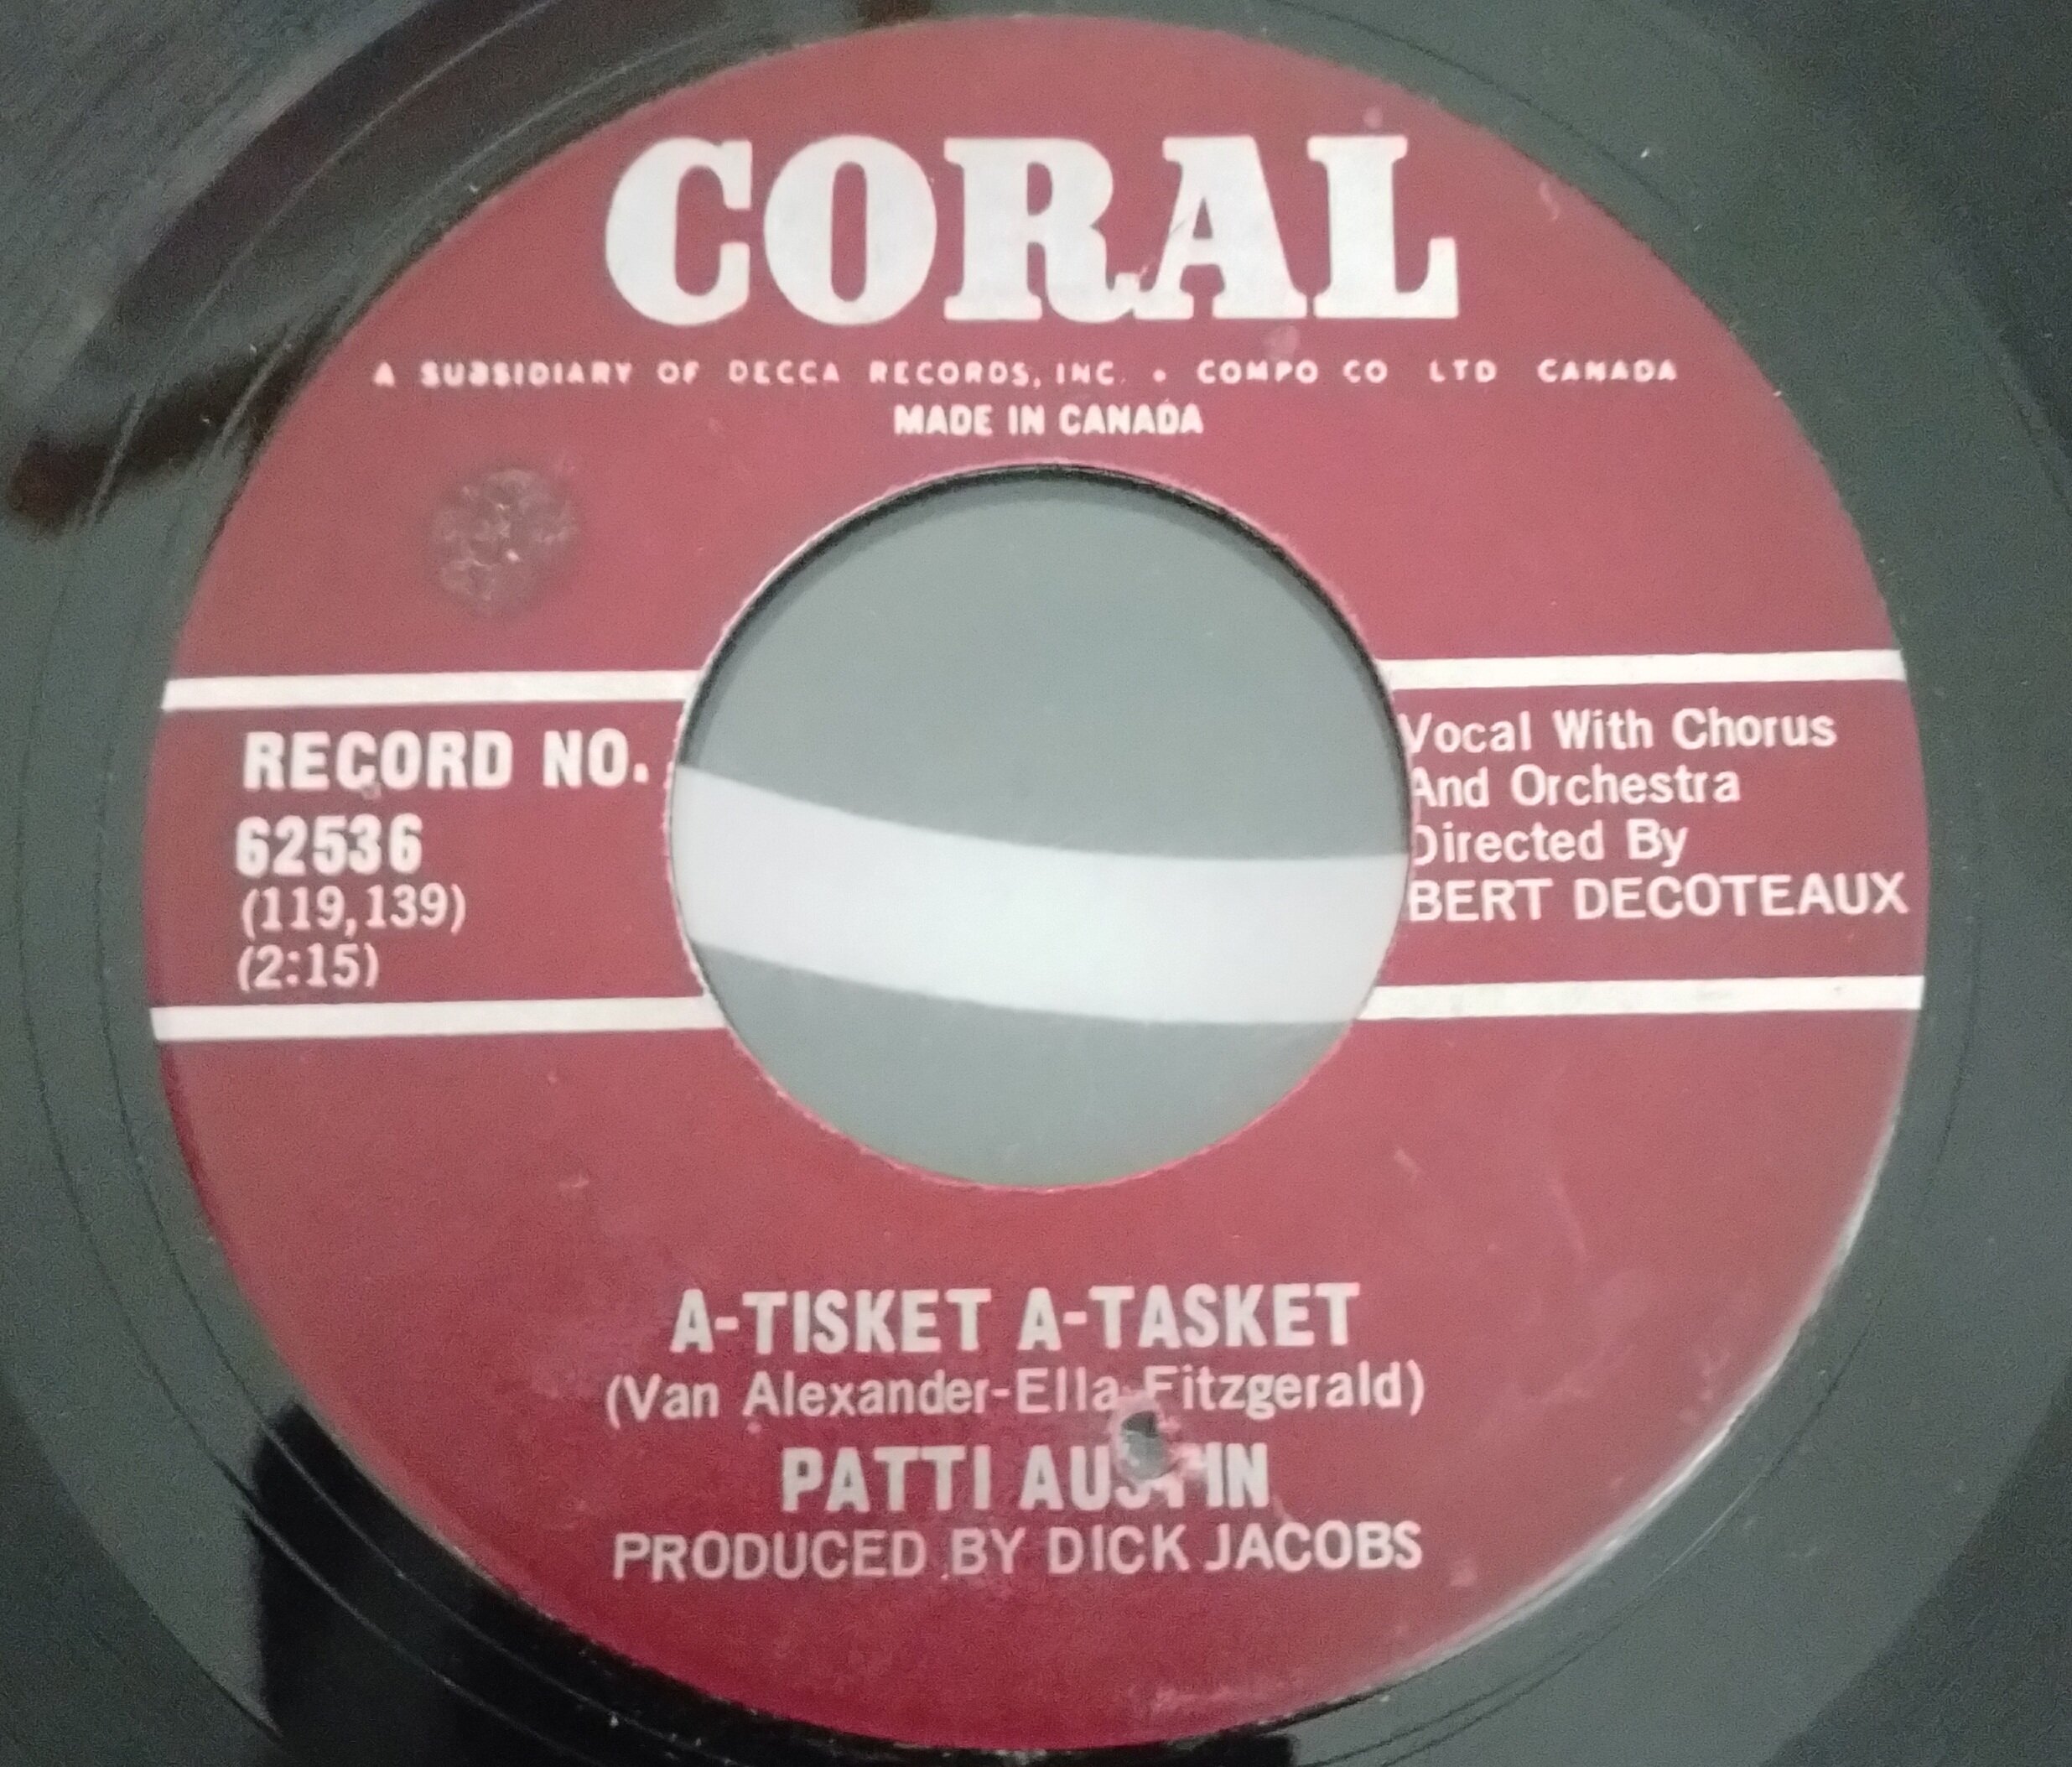 CORAL
A SUBSIDIARY OF DECCA RECORDS, INC. • COMPO CO LTD CANADA
MADE IN CANADA
RECORD NO.
62536
(119,139)
(2:15)
Vocal With Chorus
And Orchestra
Directed By
BERT DECOTEAUX
A-TISKET A-TASKET
(Van Alexander-Ella Fitzgerald)
PATTI AUSTIN
PRODUCED BY DICK JACOBS